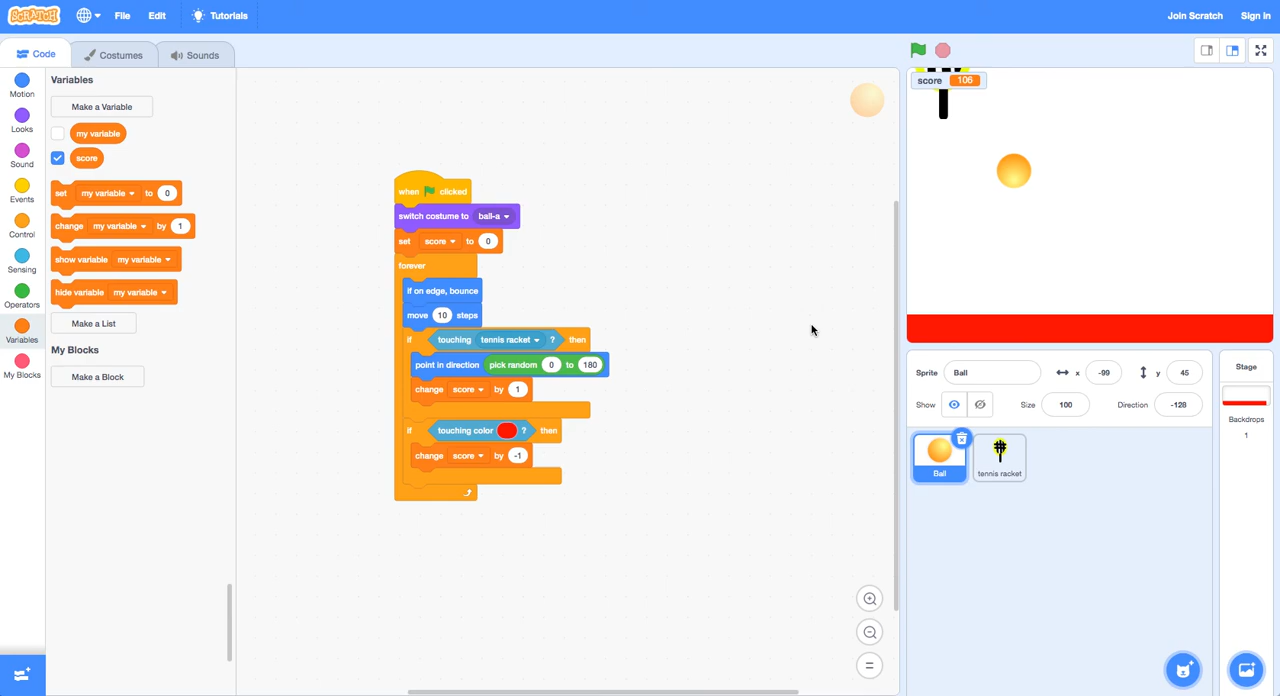 SCRATCH File Edit Tutorials Join Scratch Sign in
Code Costumes Sounds
Motion
Looks
Sound
Events
Control
Sensing
Operators
Variables
My Blocks
Variables
Make a Variable
my variable
score
set my variable to 0
change my variable by 1
show variable my variable
hide variable my variable
Make a List
My Blocks
Make a Block
when clicked
switch costume to ball-a
set score to 0
forever
if on edge, bounce
move 10 steps
if touching tennis racket ? then
point in direction pick random 0 to 180
change score by 1
if touching color ? then
change score by -1
score 106
Sprite Ball x -99 y 45
Show Size 100 Direction -128
Ball
tennis racket
Stage
Backdrops
1